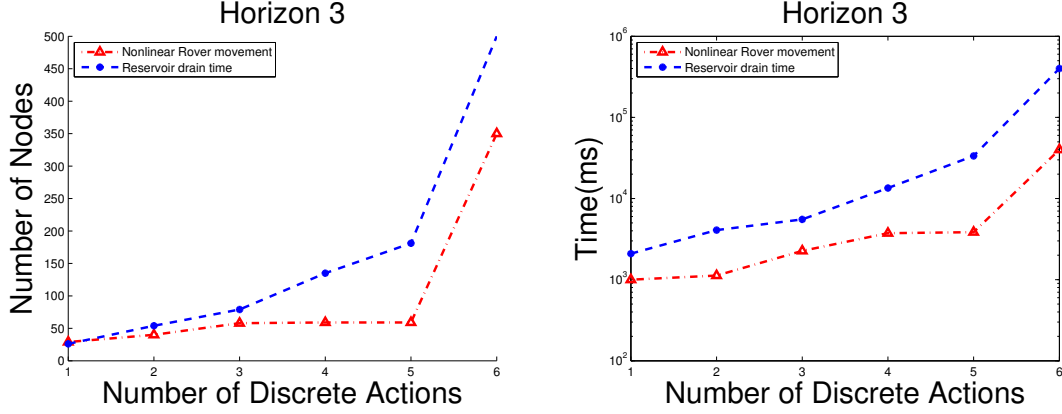 Horizon 3
Number of Nodes
500
450
400
350
300
250
200
150
100
50
0
Nonlinear Rover movement
Reservoir drain time
1
2
3
4
5
6
Number of Discrete Actions
Horizon 3
Time(ms)
10^6
10^5
10^4
10^3
10^2
Nonlinear Rover movement
Reservoir drain time
1
2
3
4
5
6
Number of Discrete Actions